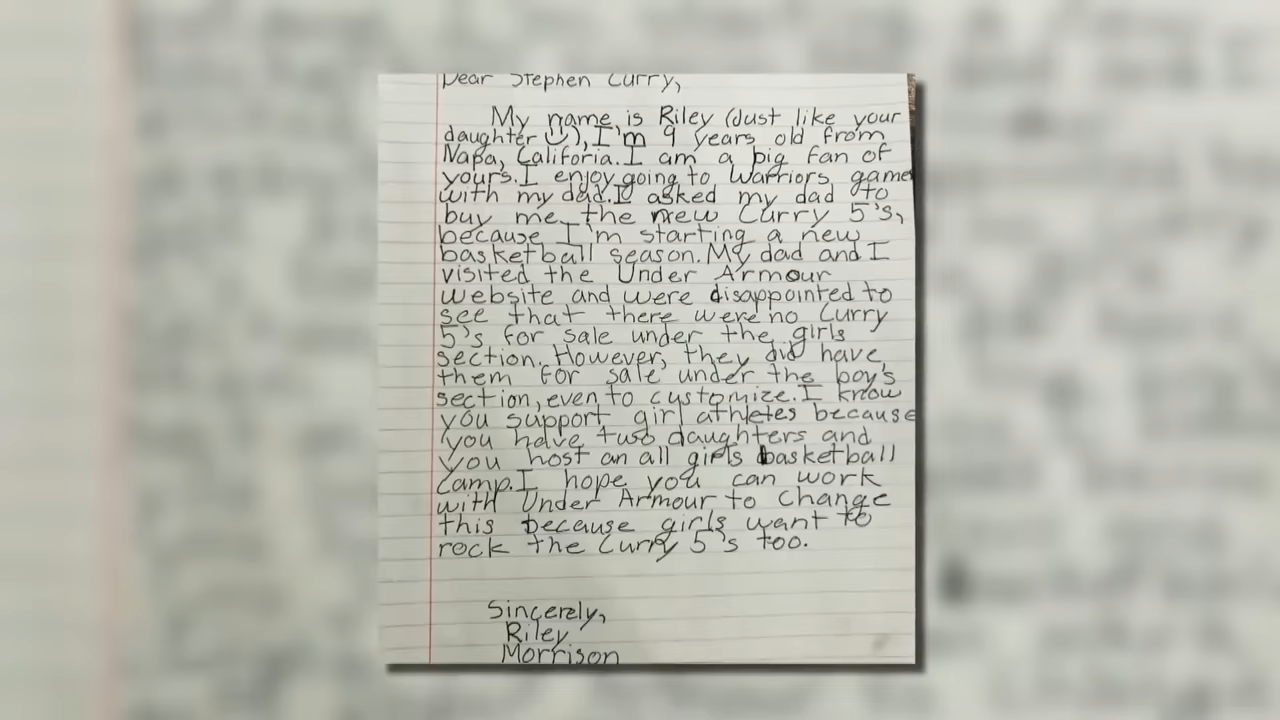 Dear Stephen Curry,
My name is Riley (Just like your
daughter ☺), I'm 9 years old from
Napa, Califoria. I am a big fan of
yours. I enjoy going to Warriors game
with my dad. I asked my dad to
buy me the new Curry 5's,
because I'm starting a new
basketball season. My dad and I
visited the Under Armour
website and were disappointed to
see that there were no Curry
5's for sale under the girls
section. However, they did have
them for sale under the boy's
section, even to customize. I know
you support girl athletes because
you have two daughters and
you host an all girls basketball
camp. I hope you can work
with Under Armour to change
this because girls want to
rock the Curry 5's too.
Sincerely,
Riley
Morrison